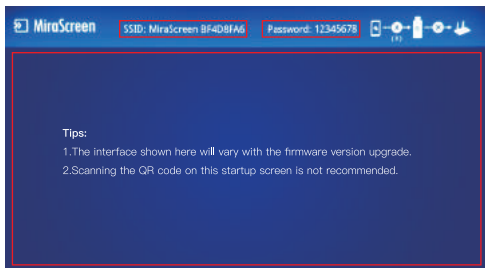 MiraScreen SSID: MiraScreen BF4D8FA6 Password: 12345678
Tips:
1.The interface shown here will vary with the firmware version upgrade.
2.Scanning the QR code on this startup screen is not recommended.